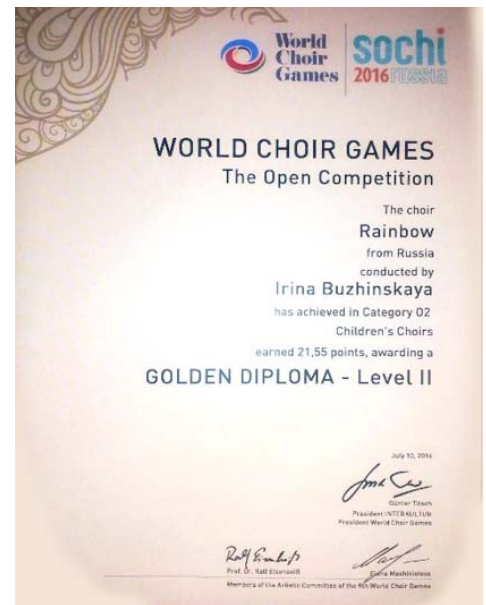 World
Choir
Games
sochi
2016 russia
WORLD CHOIR GAMES
The Open Competition
The choir
Rainbow
from Russia
conducted by
Irina Buzhinskaya
has achieved in Category O2
Children's Choirs
earned 21,55 points, awarding a
GOLDEN DIPLOMA - Level II
July 10, 2016
Günter Titsch
President INTERKULTUR
President World Choir Games
Prof. Dr. Ralf Eisenbeiß
Members of the Artistic Committee of the 9th World Choir Games